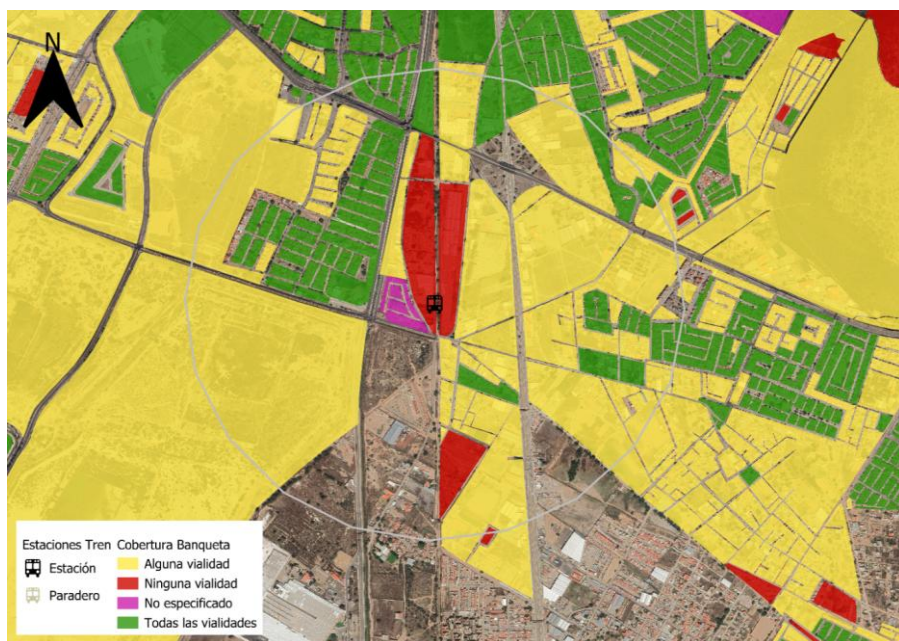 N
Estaciones Tren
Estación
Paradero
Cobertura Banqueta
Alguna vialidad
Ninguna vialidad
No especificado
Todas las vialidades